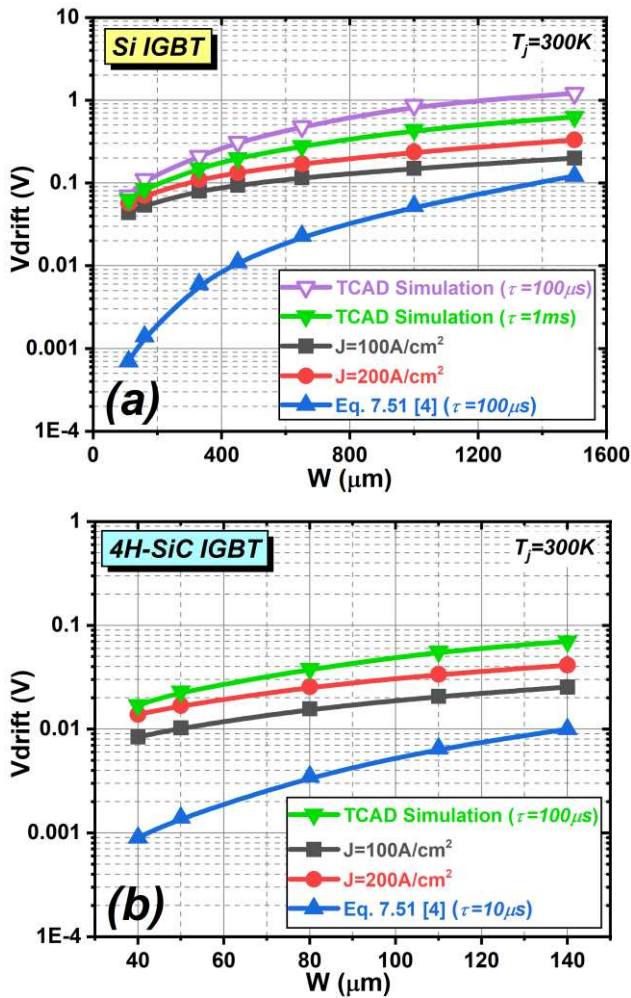 10
Si IGBT
Tj=300K
1
0.1
0.01
0.001
1E-4
Vdrift (V)
TCAD Simulation (τ=100μs)
TCAD Simulation (τ=1ms)
J=100A/cm²
J=200A/cm²
Eq. 7.51 [4] (τ=100μs)
(a)
0 400 800 1200 1600
W (μm)
1
4H-SiC IGBT
Tj=300K
0.1
0.01
0.001
1E-4
Vdrift (V)
TCAD Simulation (τ=100μs)
J=100A/cm²
J=200A/cm²
Eq. 7.51 [4] (τ=10μs)
(b)
40 60 80 100 120 140
W (μm)